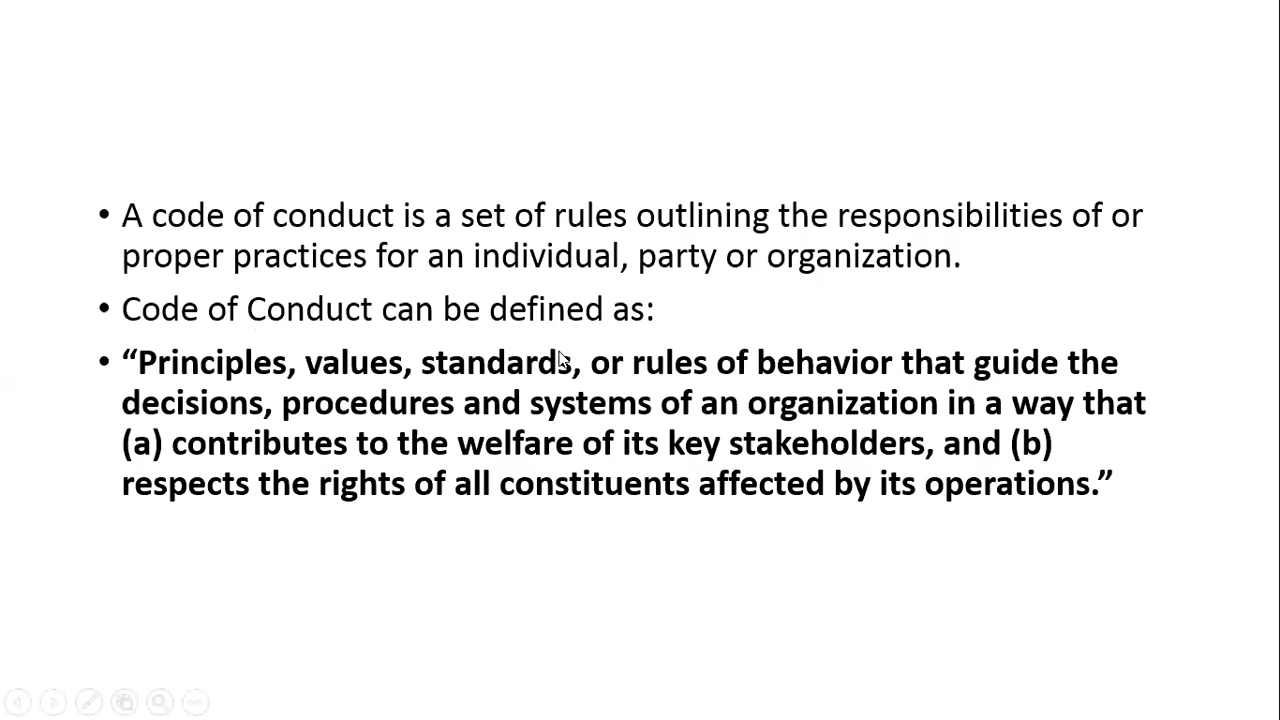 • A code of conduct is a set of rules outlining the responsibilities of or
proper practices for an individual, party or organization.
• Code of Conduct can be defined as:
• “Principles, values, standards, or rules of behavior that guide the
decisions, procedures and systems of an organization in a way that
(a) contributes to the welfare of its key stakeholders, and (b)
respects the rights of all constituents affected by its operations.”